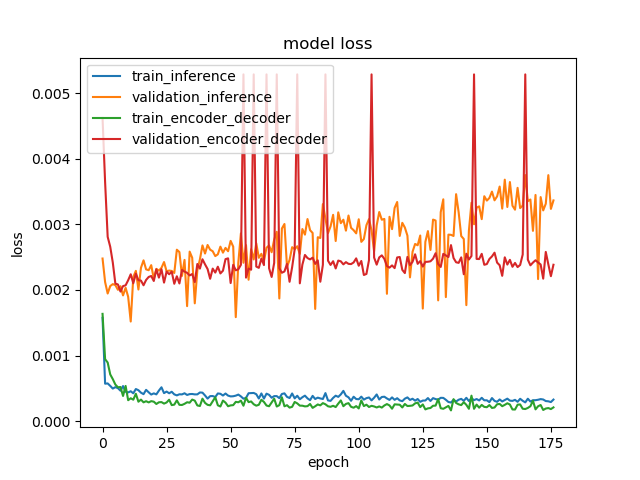 model loss
train_inference
validation_inference
train_encoder_decoder
validation_encoder_decoder
loss
0.005
0.004
0.003
0.002
0.001
0.000
0 25 50 75 100 125 150 175
epoch